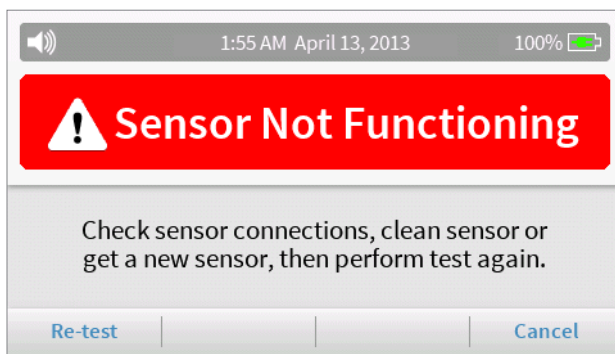 1:55 AM April 13, 2013 100%
Sensor Not Functioning
Check sensor connections, clean sensor or
get a new sensor, then perform test again.
Re-test Cancel